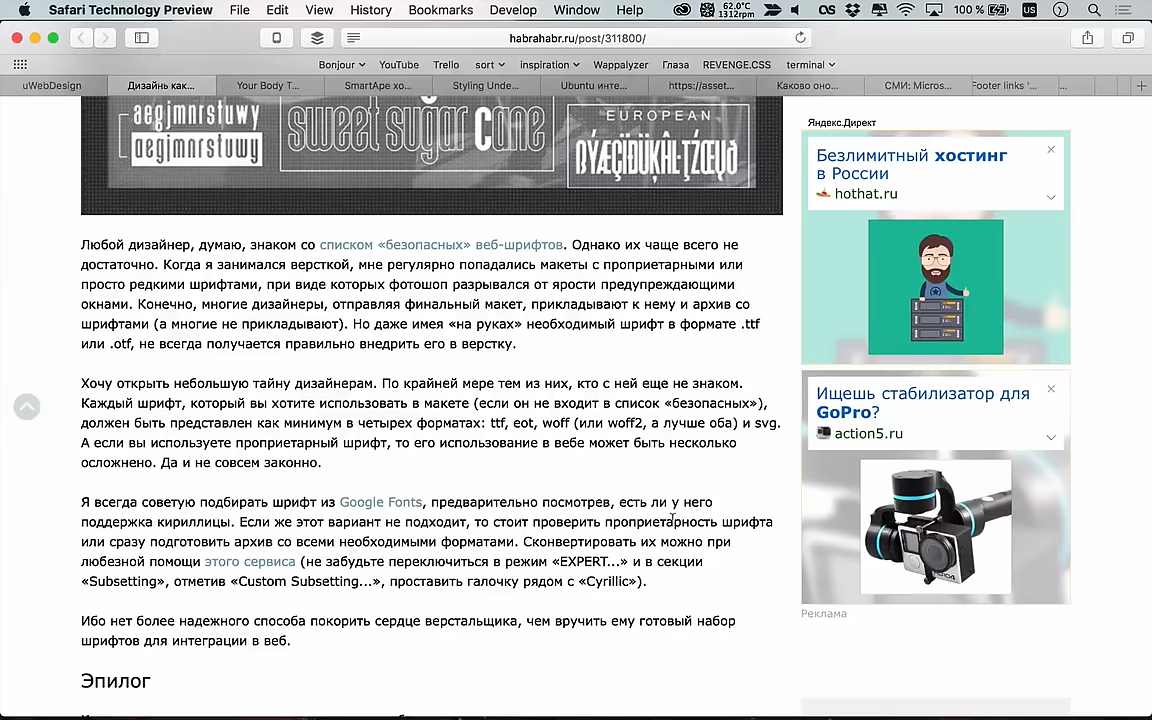 Safari Technology Preview File Edit View History Bookmarks Develop Window Help 62.0°C 1312rpm 100 % US
habrahabr.ru/post/311800/
Bonjour YouTube Trello sort inspiration Wappalyzer Глаза REVENGE.CSS terminal
uWebDesign Дизайнь как... Your Body T... SmartApe хо... Styling Unde... Ubuntu инте... https://asset... Каково оно... СМИ: Micros... Footer links '... ...
aegjmnrstuwy
aegjmnrstuwy
sweet sugar cane
EUROPEAN
Яндекс.Директ
Безлимитный хостинг
в России
hothat.ru
Любой дизайнер, думаю, знаком со списком «безопасных» веб-шрифтов. Однако их чаще всего не
достаточно. Когда я занимался версткой, мне регулярно попадались макеты с проприетарными или
просто редкими шрифтами, при виде которых фотошоп разрывался от ярости предупреждающими
окнами. Конечно, многие дизайнеры, отправляя финальный макет, прикладывают к нему и архив со
шрифтами (а многие не прикладывают). Но даже имея «на руках» необходимый шрифт в формате .ttf
или .otf, не всегда получается правильно внедрить его в верстку.
Хочу открыть небольшую тайну дизайнерам. По крайней мере тем из них, кто с ней еще не знаком.
Каждый шрифт, который вы хотите использовать в макете (если он не входит в список «безопасных»),
должен быть представлен как минимум в четырех форматах: ttf, eot, woff (или woff2, а лучше оба) и svg.
А если вы используете проприетарный шрифт, то его использование в вебе может быть несколько
осложнено. Да и не совсем законно.
Ищешь стабилизатор для
GoPro?
action5.ru
Я всегда советую подбирать шрифт из Google Fonts, предварительно посмотрев, есть ли у него
поддержка кириллицы. Если же этот вариант не подходит, то стоит проверить проприетарность шрифта
или сразу подготовить архив со всеми необходимыми форматами. Сконвертировать их можно при
любезной помощи этого сервиса (не забудьте переключиться в режим «EXPERT...» и в секции
«Subsetting», отметив «Custom Subsetting...», проставить галочку рядом с «Cyrillic»).
Реклама
Ибо нет более надежного способа покорить сердце верстальщика, чем вручить ему готовый набор
шрифтов для интеграции в веб.
Эпилог